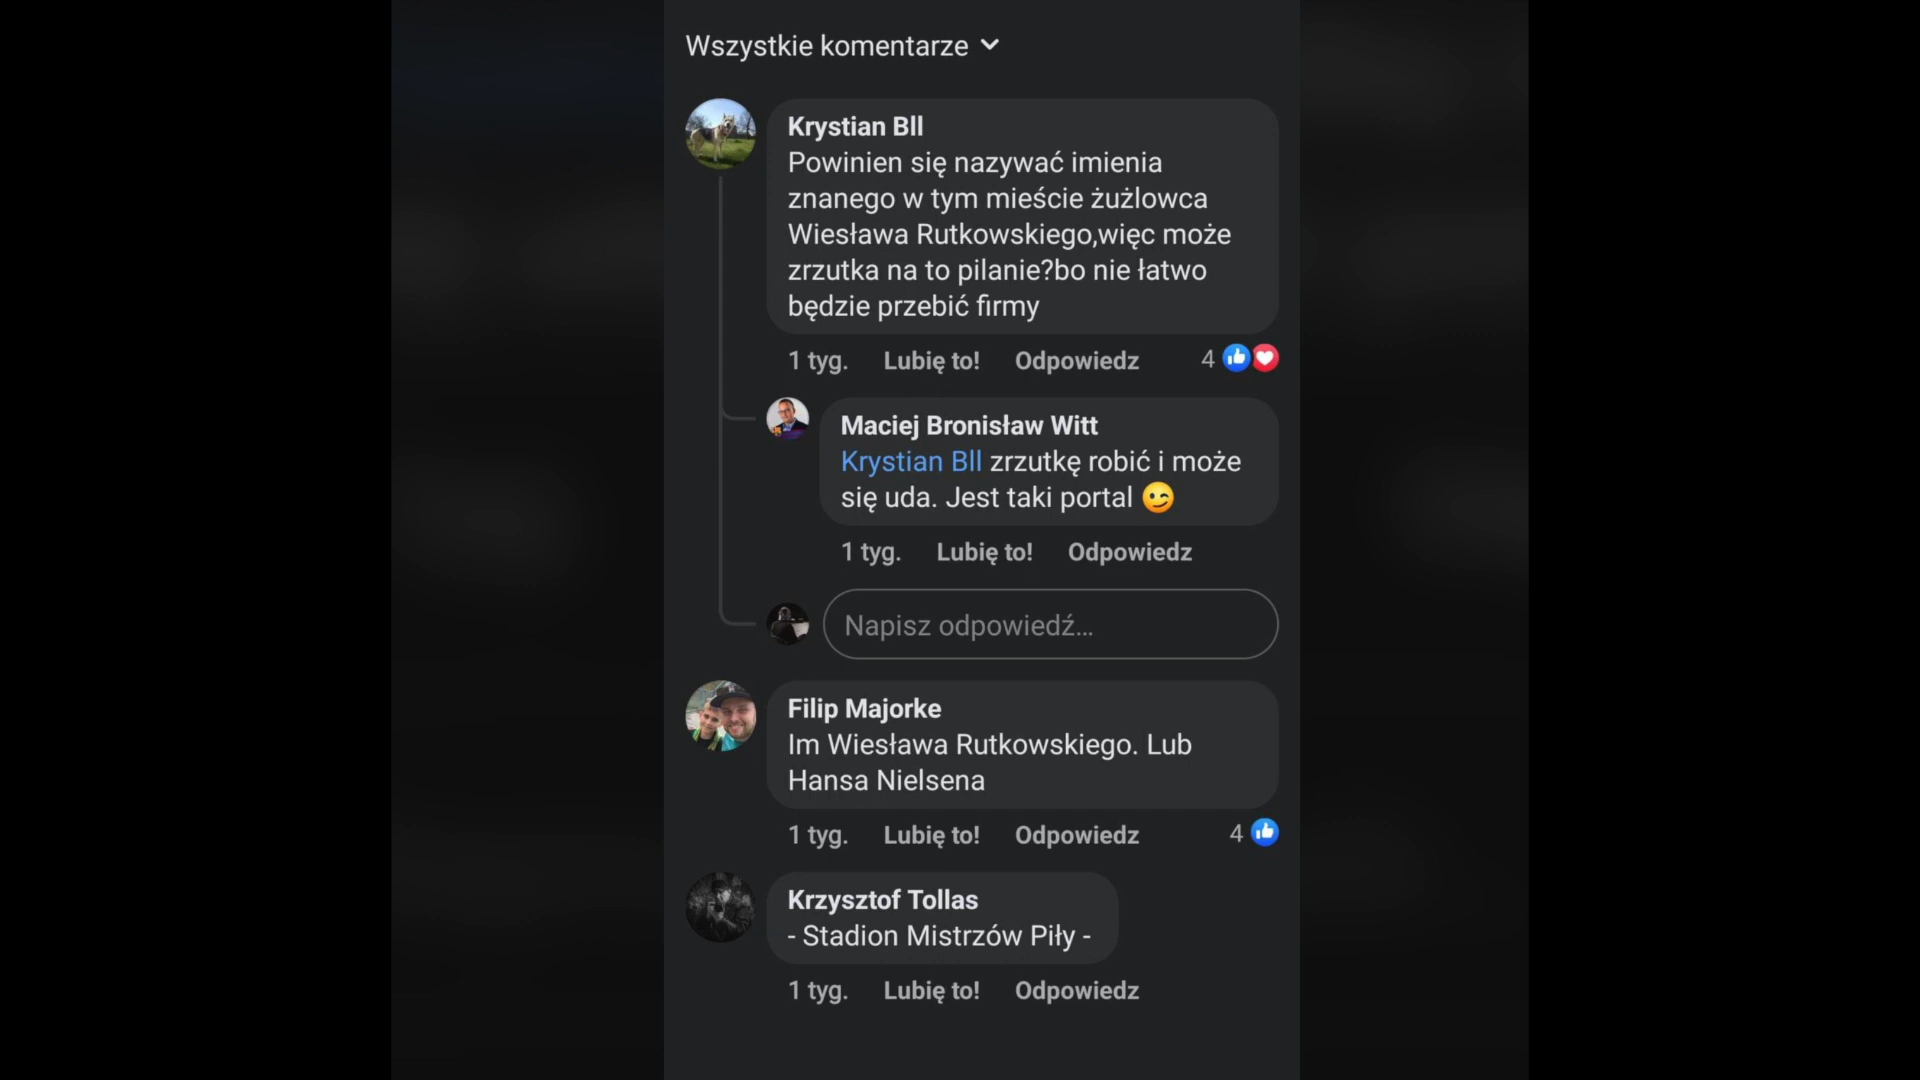 Wszystkie komentarze
Krystian Bll
Powinien się nazywać imienia
znanego w tym mieście żużlowca
Wiesława Rutkowskiego,więc może
zrzutka na to pilanie?bo nie łatwo
będzie przebić firmy
1 tyg. Lubię to! Odpowiedz 4
Maciej Bronisław Witt
Krystian Bll zrzutkę robić i może
się uda. Jest taki portal 😉
1 tyg. Lubię to! Odpowiedz
Napisz odpowiedź...
Filip Majorke
Im Wiesława Rutkowskiego. Lub
Hansa Nielsena
1 tyg. Lubię to! Odpowiedz 4
Krzysztof Tollas
- Stadion Mistrzów Piły -
1 tyg. Lubię to! Odpowiedz